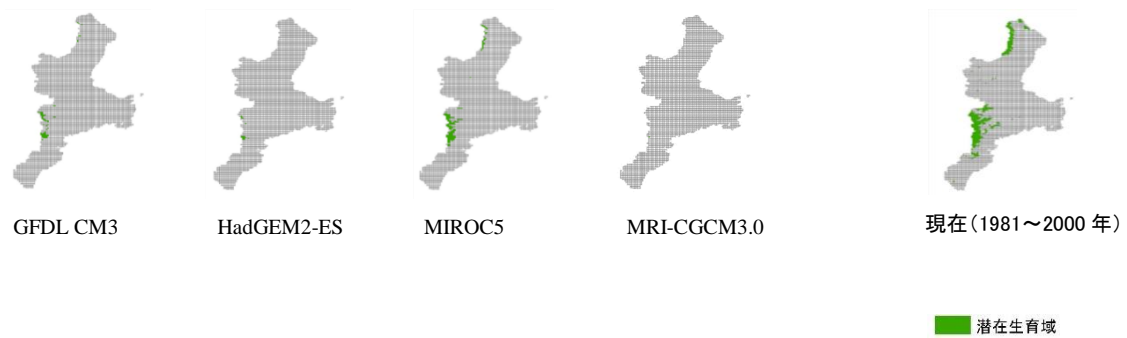 GFDL CM3
HadGEM2-ES
MIROC5
MRI-CGCM3.0
現在(1981～2000 年)
潜在生育域